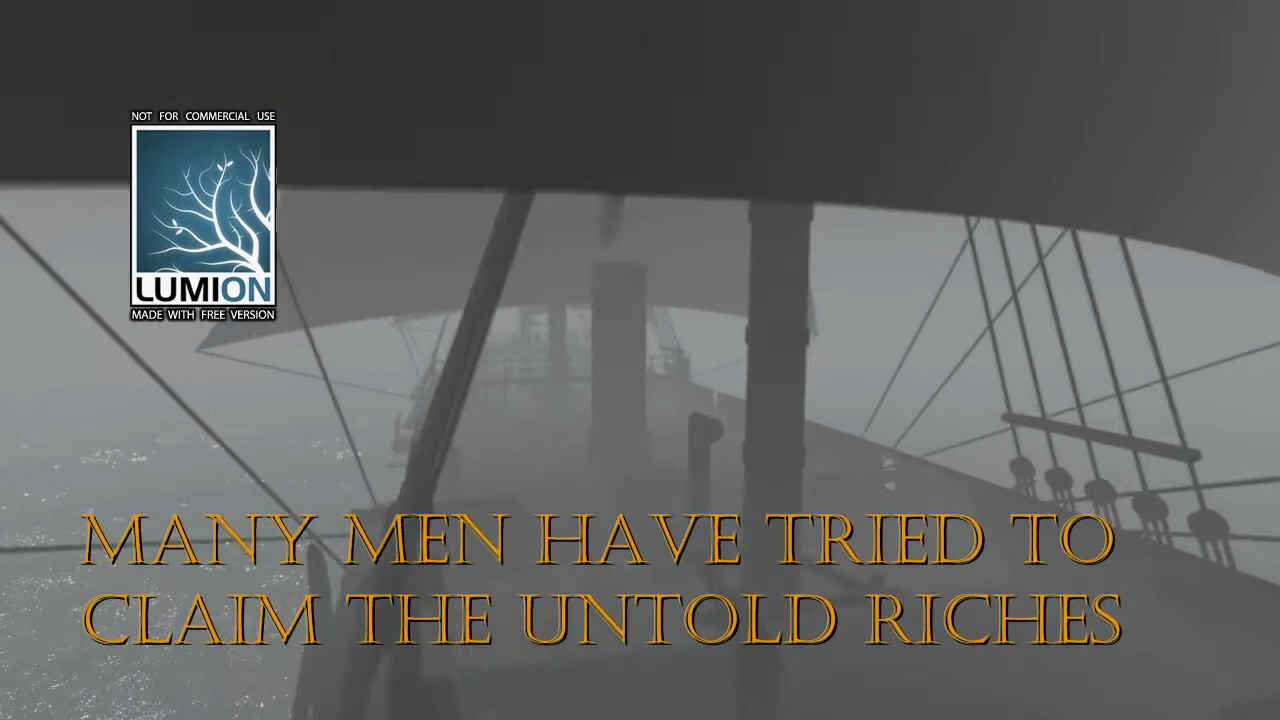 NOT FOR COMMERCIAL USE
LUMION
MADE WITH FREE VERSION
MANY MEN HAVE TRIED TO
CLAIM THE UNTOLD RICHES